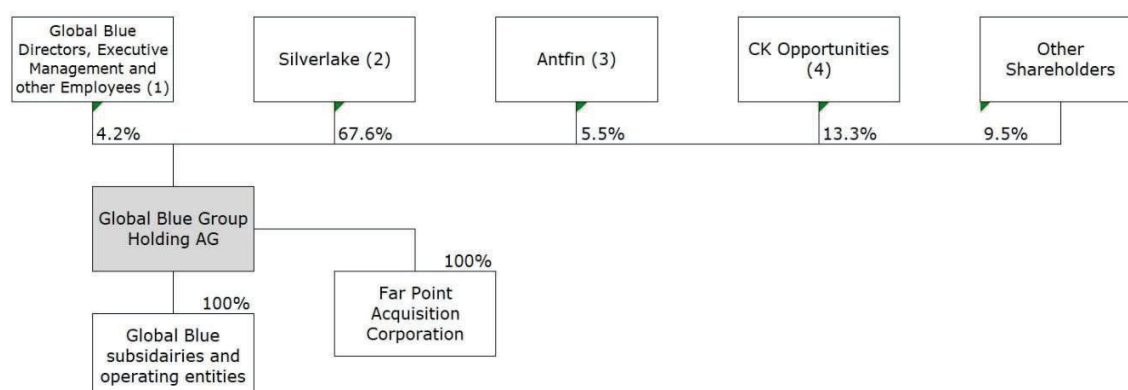 Global Blue
Directors, Executive
Management and
other Employees (1)
Silverlake (2)
Antfin (3)
CK Opportunities
(4)
Other
Shareholders
4.2%
67.6%
5.5%
13.3%
9.5%
Global Blue Group
Holding AG
100%
Far Point
Acquisition
Corporation
100%
Global Blue
subsidairies and
operating entities